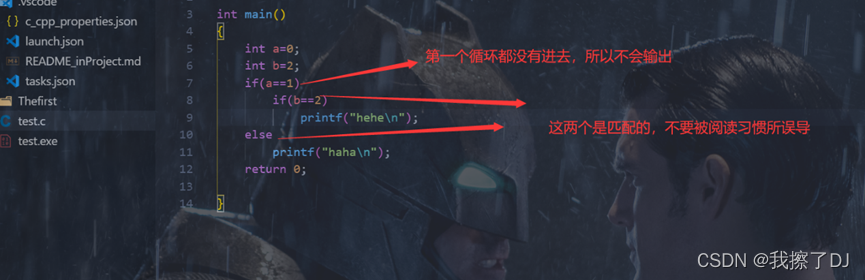 .vscode
c_cpp_properties.json
launch.json
README_inProject.md
tasks.json
Thefirst
test.c
test.exe
3 int main()
4 {
5 int a=0;
6 int b=2;
7 if(a==1)
8 if(b==2)
9 printf("hehe\n");
10 else
11 printf("haha\n");
12 return 0;
13
14 }
第一个循环都没有进去，所以不会输出
这两个是匹配的，不要被阅读习惯所误导
CSDN @我擦了DJ